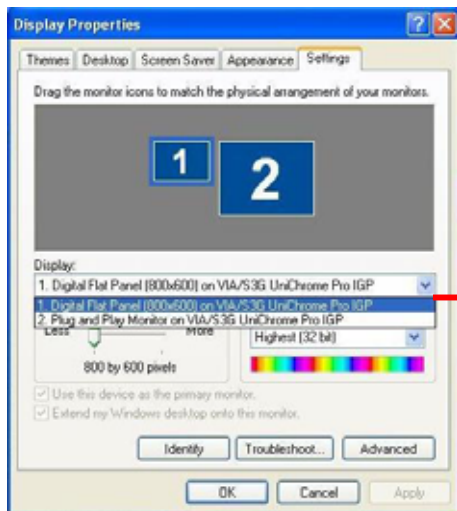 Display Properties
Themes Desktop Screen Saver Appearance Settings
Drag the monitor icons to match the physical arrangement of your monitors.
1 2
Display:
1. Digital Flat Panel (800x600) on VIA/S3G UniChrome Pro IGP
1. Digital Flat Panel (800x600) on VIA/S3G UniChrome Pro IGP
2. Plug and Play Monitor on VIA/S3G UniChrome Pro IGP
Less More Highest (32 bit)
800 by 600 pixels
Use this device as the primary monitor.
Extend my Windows desktop onto this monitor.
Identify Troubleshoot... Advanced
OK Cancel Apply